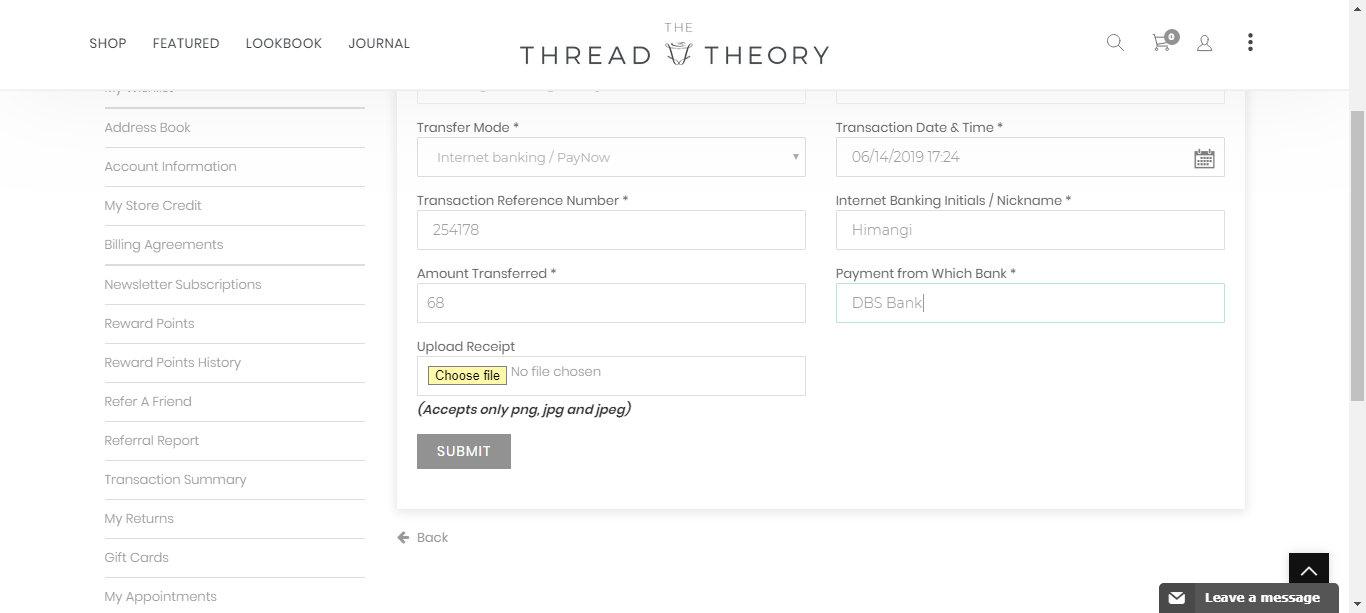 SHOP FEATURED LOOKBOOK JOURNAL
THE
THREAD THEORY
0
My Wishlist
Address Book
Account Information
My Store Credit
Billing Agreements
Newsletter Subscriptions
Reward Points
Reward Points History
Refer A Friend
Referral Report
Transaction Summary
My Returns
Gift Cards
My Appointments
Transfer Mode *
Internet banking / PayNow
Transaction Date & Time *
06/14/2019 17:24
Transaction Reference Number *
254178
Internet Banking Initials / Nickname *
Himangi
Amount Transferred *
68
Payment from Which Bank *
DBS Bank
Upload Receipt
Choose file No file chosen
(Accepts only png, jpg and jpeg)
SUBMIT
Back
Leave a message